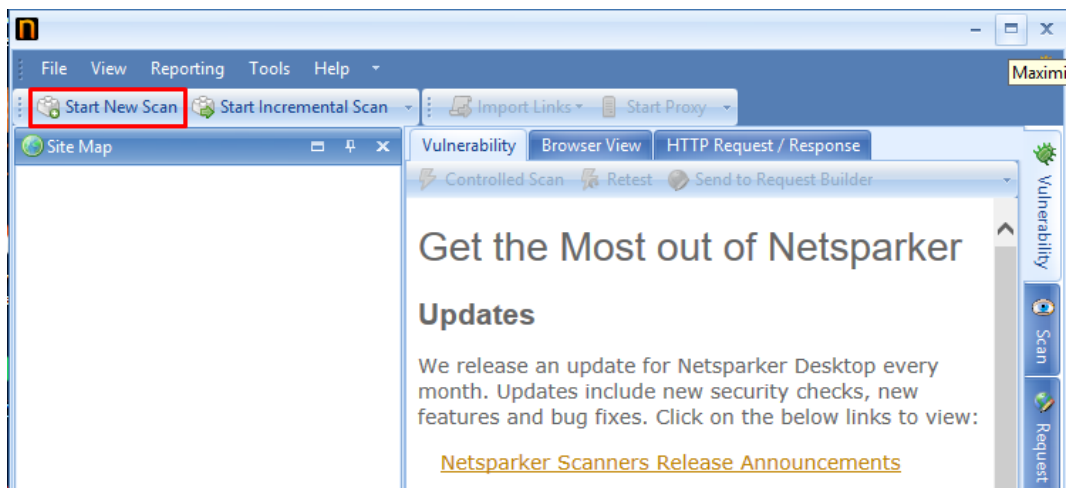 n
File View Reporting Tools Help
Maximi
Start New Scan Start Incremental Scan Import Links Start Proxy
Site Map
Vulnerability Browser View HTTP Request / Response
Controlled Scan Retest Send to Request Builder
Get the Most out of Netsparker
Updates
We release an update for Netsparker Desktop every
month. Updates include new security checks, new
features and bug fixes. Click on the below links to view:
Netsparker Scanners Release Announcements
Vulnerability
Scan
Request